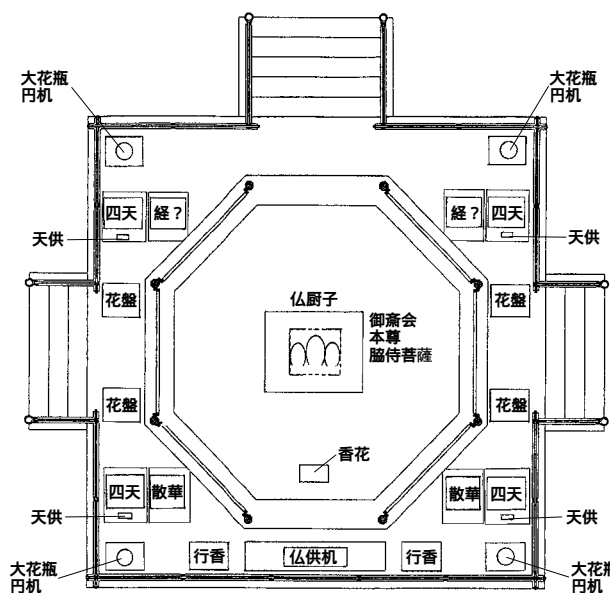 大花瓶
円机
大花瓶
円机
四天
経？
経？
四天
天供
天供
花盤
花盤
仏厨子
御斎会
本尊
脇侍菩薩
花盤
花盤
香花
四天
散華
散華
四天
天供
天供
大花瓶
円机
行香
仏供机
行香
大花瓶
円机